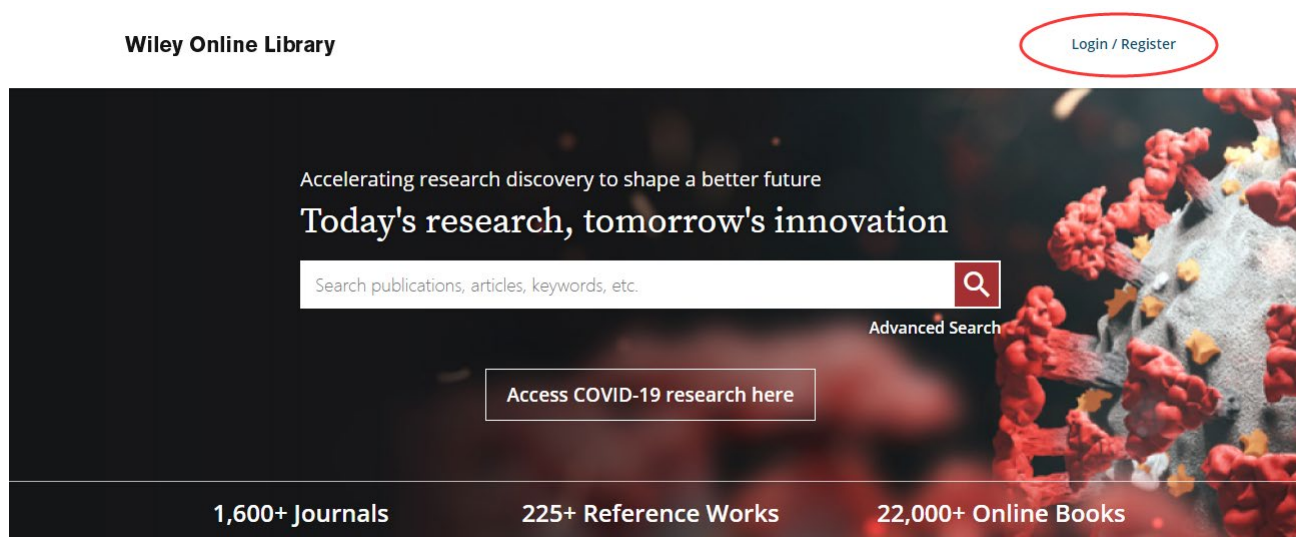 Wiley Online Library
Login / Register
Accelerating research discovery to shape a better future
Today's research, tomorrow's innovation
Search publications, articles, keywords, etc.
Advanced Search
Access COVID-19 research here
1,600+ Journals
225+ Reference Works
22,000+ Online Books